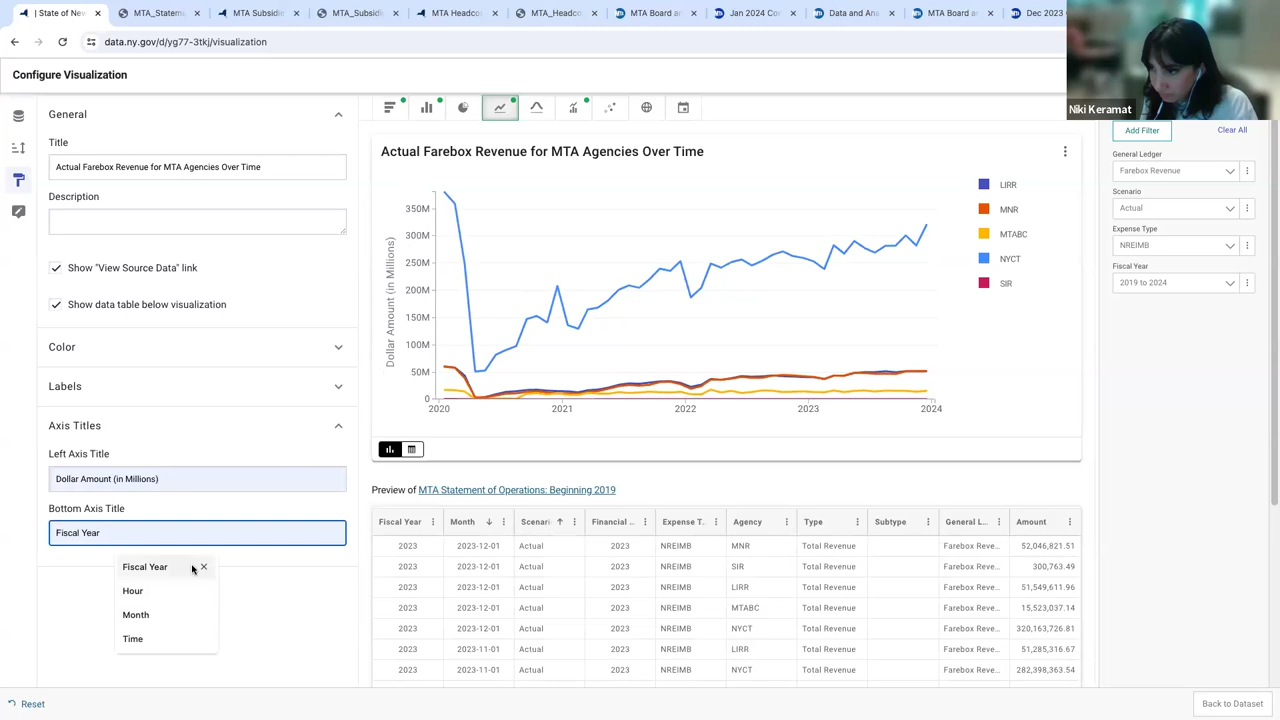 | State of New
MTA_Statem
MTA Subsidie
MTA_Subsidi
MTA Headco
MTA_Headco
MTA Board ar
Jan 2024 Cor
Data and Ana
MTA Board ar
Dec 2023
data.ny.gov/d/yg77-3tkj/visualization
Niki Keramat
Configure Visualization
General
Title
Actual Farebox Revenue for MTA Agencies Over Time
Description
Show "View Source Data" link
Show data table below visualization
Color
Labels
Axis Titles
Left Axis Title
Dollar Amount (in Millions)
Bottom Axis Title
Fiscal Year
Fiscal Year
Hour
Month
Time
Reset
Actual Farebox Revenue for MTA Agencies Over Time
Dollar Amount (in Millions)
350M
300M
250M
200M
150M
100M
50M
0
2020 2021 2022 2023 2024
LIRR
MNR
MTABC
NYCT
SIR
Preview of MTA Statement of Operations: Beginning 2019
Fiscal Year Month Scenari Financial ... Expense T... Agency Type Subtype General L... Amount
2023 2023-12-01 Actual 2023 NREIMB MNR Total Revenue Farebox Reve... 52,046,821.51
2023 2023-12-01 Actual 2023 NREIMB SIR Total Revenue Farebox Reve... 300,763.49
2023 2023-12-01 Actual 2023 NREIMB LIRR Total Revenue Farebox Reve... 51,549,611.96
2023 2023-12-01 Actual 2023 NREIMB MTABC Total Revenue Farebox Reve... 15,523,037.14
2023 2023-12-01 Actual 2023 NREIMB NYCT Total Revenue Farebox Reve... 320,163,726.81
2023 2023-11-01 Actual 2023 NREIMB LIRR Total Revenue Farebox Reve... 51,285,316.67
2023 2023-11-01 Actual 2023 NREIMB NYCT Total Revenue Farebox Reve... 282,398,363.54
Add Filter
Clear All
General Ledger
Farebox Revenue
Scenario
Actual
Expense Type
NREIMB
Fiscal Year
2019 to 2024
Back to Dataset